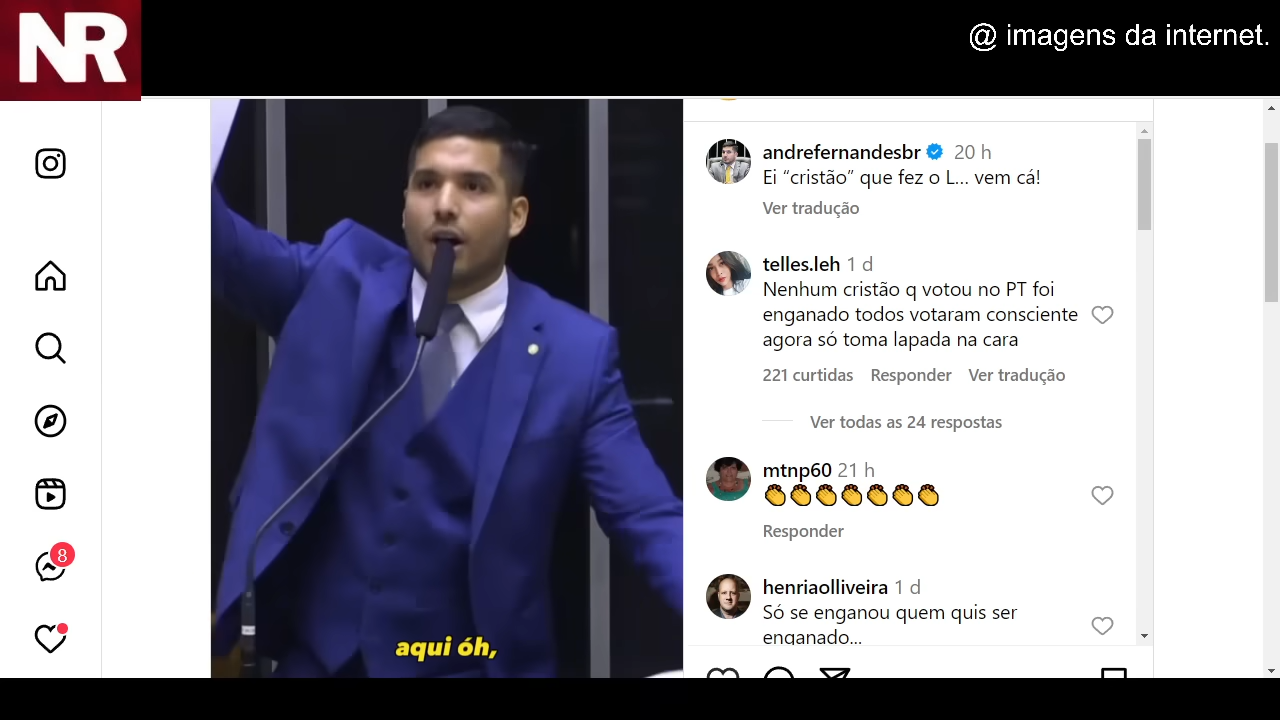 NR
@ imagens da internet.
andrefernandesbr 20 h
Ei “cristão” que fez o L... vem cá!
Ver tradução
telles.leh 1 d
Nenhum cristão q votou no PT foi
enganado todos votaram consciente
agora só toma lapada na cara
221 curtidas Responder Ver tradução
Ver todas as 24 respostas
mtnp60 21 h
👏👏👏👏👏👏👏
Responder
henriaolliveira 1 d
Só se enganou quem quis ser
enganado...
8
aqui óh,